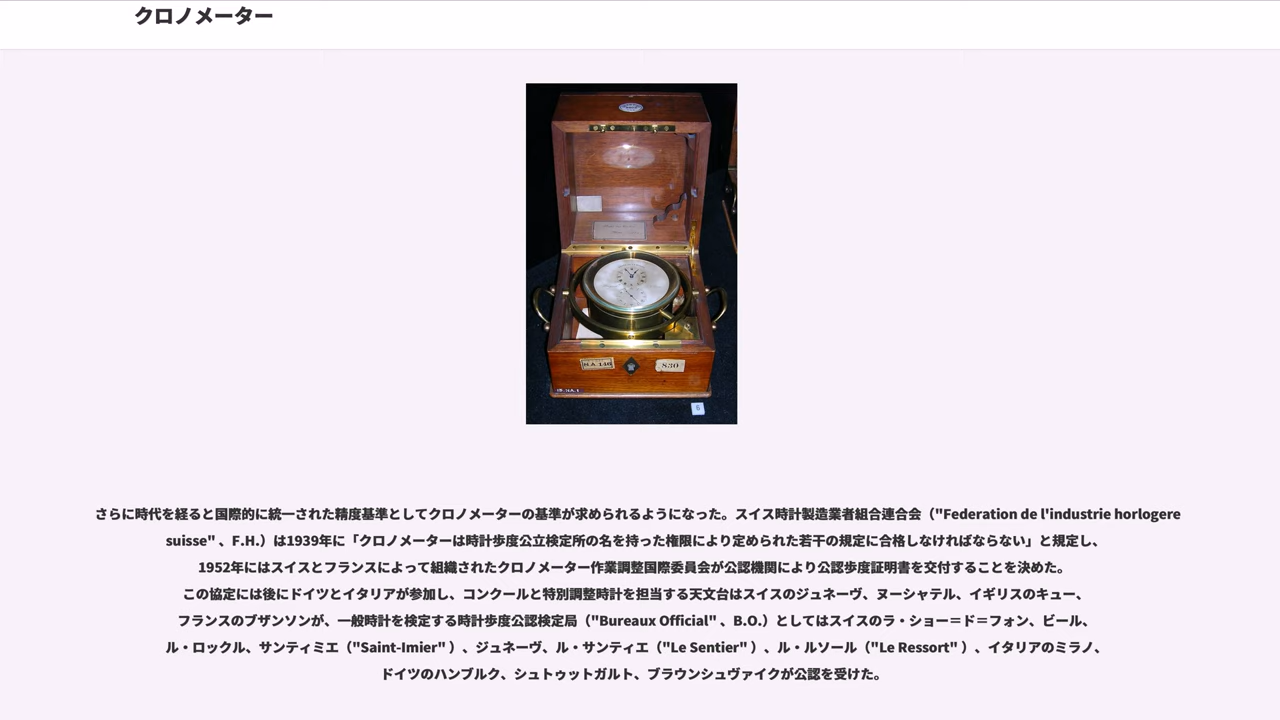 クロノメーター
N.A 140
830
6
さらに時代を経ると国際的に統一された精度基準としてクロノメーターの基準が求められるようになった。スイス時計製造業者組合連合会（"Federation de l'industrie horlogere
suisse" 、F.H.）は1939年に「クロノメーターは時計歩度公立検定所の名を持った権限により定められた若干の規定に合格しなければならない」と規定し、
1952年にはスイスとフランスによって組織されたクロノメーター作業調整国際委員会が公認機関により公認歩度証明書を交付することを決めた。
この協定には後にドイツとイタリアが参加し、コンクールと特別調整時計を担当する天文台はスイスのジュネーヴ、ヌーシャテル、イギリスのキュー、
フランスのブザンソンが、一般時計を検定する時計歩度公認検定局（"Bureaux Official" 、B.O.）としてはスイスのラ・ショー＝ド＝フォン、ビール、
ル・ロックル、サンティミエ（"Saint-Imier" ）、ジュネーヴ、ル・サンティエ（"Le Sentier" ）、ル・ルソール（"Le Ressort" ）、イタリアのミラノ、
ドイツのハンブルク、シュトゥットガルト、ブラウンシュヴァイクが公認を受けた。